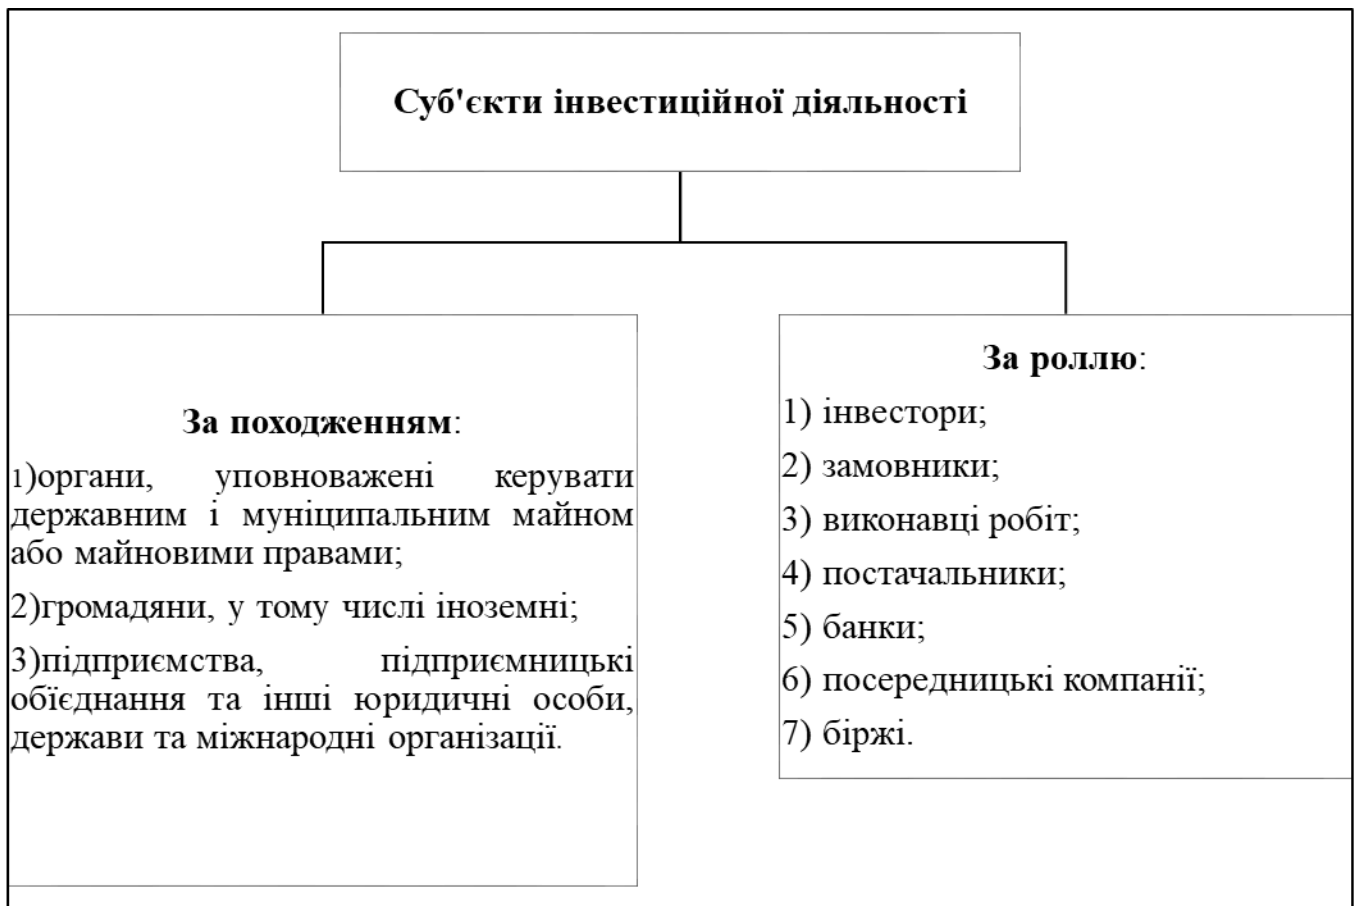 Суб'єкти інвестиційної діяльності
За походженням:
1)органи, уповноважені керувати
державним і муніципальним майном
або майновими правами;
2)громадяни, у тому числі іноземні;
3)підприємства, підприємницькі
обїєднання та інші юридичні особи,
держави та міжнародні організації.
За роллю:
1) інвестори;
2) замовники;
3) виконавці робіт;
4) постачальники;
5) банки;
6) посередницькі компанії;
7) біржі.